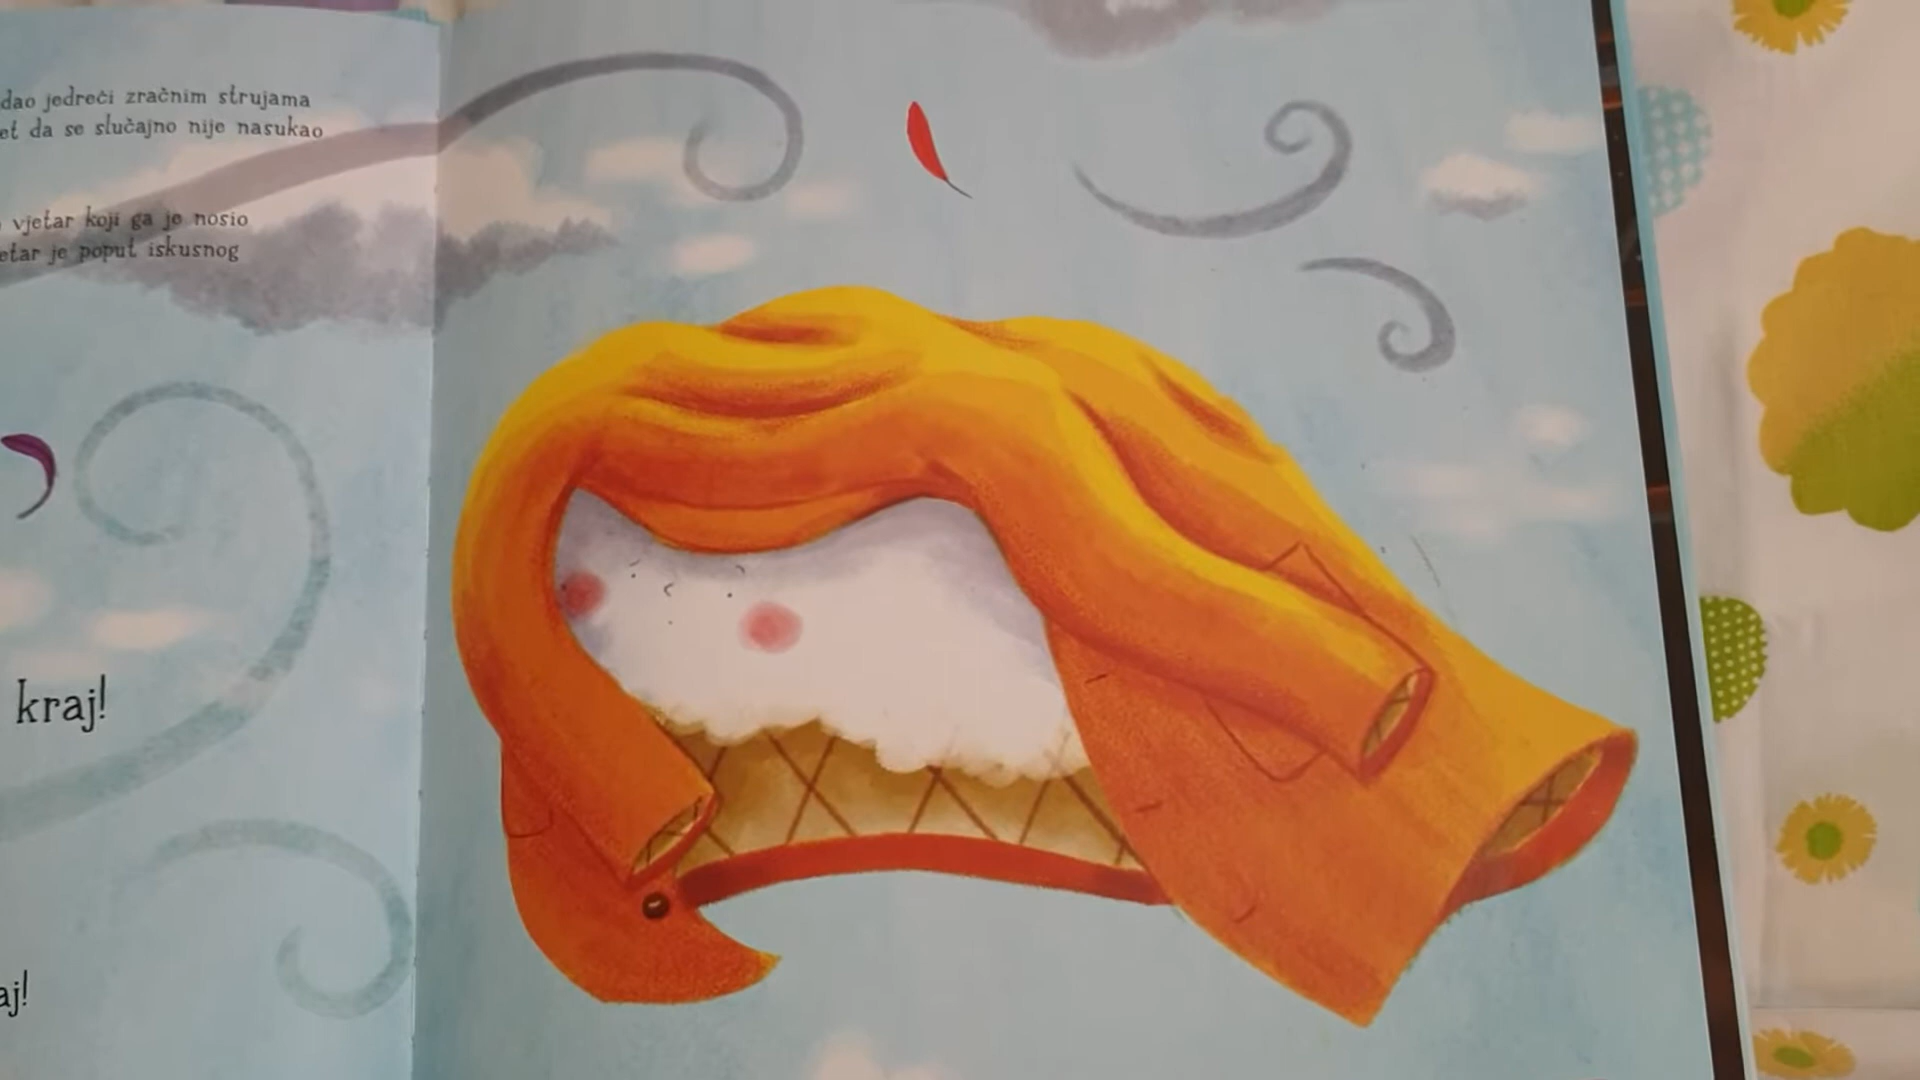 dao jedreći zračnim strujama
et da se slučajno nije nasukao
vjetar koji ga je nosio
etar je poput iskusnog
kraj!
aj!